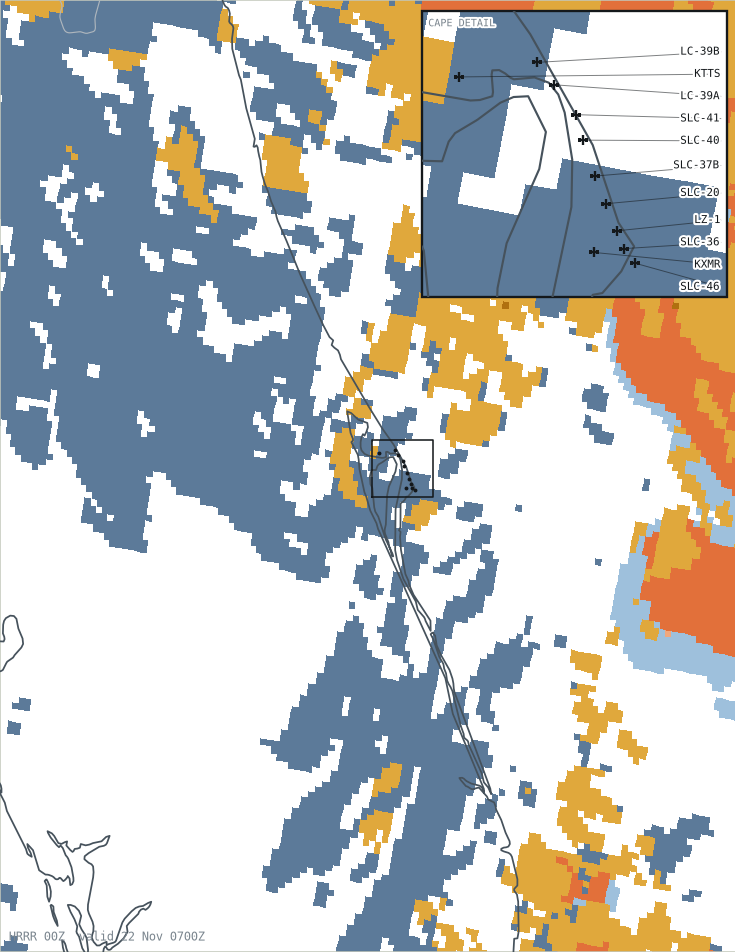 CAPE DETAIL
LC-39B
KTTS
LC-39A
SLC-41
SLC-40
SLC-37B
SLC-20
LZ-1
SLC-36
KXMR
SLC-46
HRRR 00Z  valid 22 Nov 0700Z